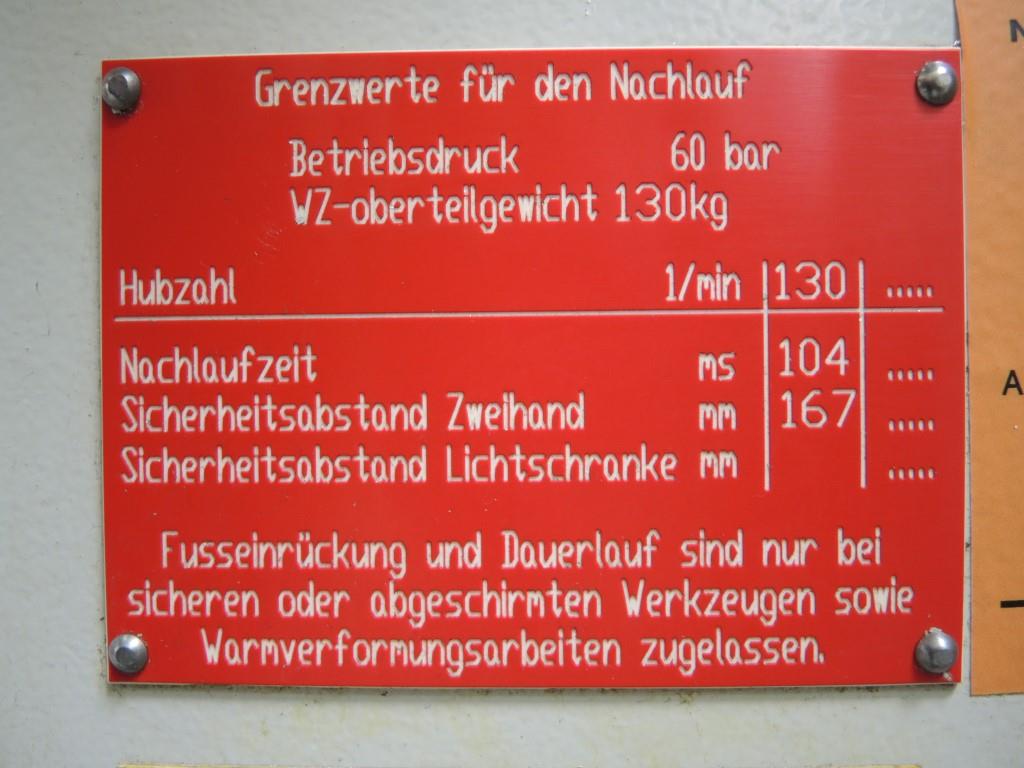 Grenzwerte für den Nachlauf
Betriebsdruck 60 bar
WZ-oberteilgewicht 130kg
Hubzahl 1/min 130 .....
Nachlaufzeit ms 104 .....
Sicherheitsabstand Zweihand mm 167 .....
Sicherheitsabstand Lichtschranke mm .....
Fusseinrückung und Dauerlauf sind nur bei
sicheren oder abgeschirmten Werkzeugen sowie
Warmverformungsarbeiten zugelassen.
N
A